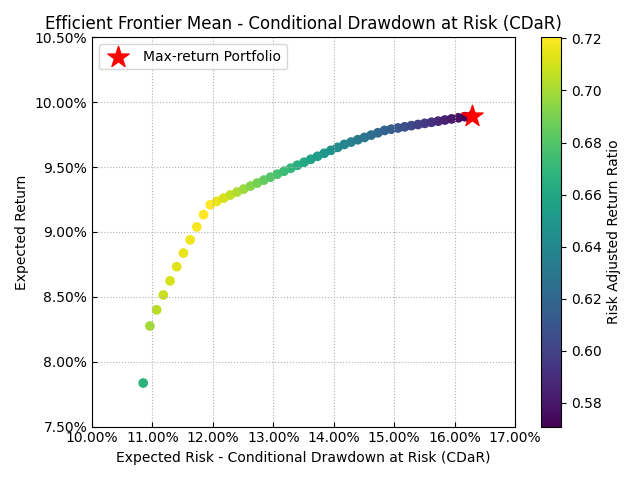 Efficient Frontier Mean - Conditional Drawdown at Risk (CDaR)
Max-return Portfolio
Expected Return
10.50%
10.00%
9.50%
9.00%
8.50%
8.00%
7.50%
10.00% 11.00% 12.00% 13.00% 14.00% 15.00% 16.00% 17.00%
Expected Risk - Conditional Drawdown at Risk (CDaR)
0.72
0.70
0.68
0.66
0.64
0.62
0.60
0.58
Risk Adjusted Return Ratio